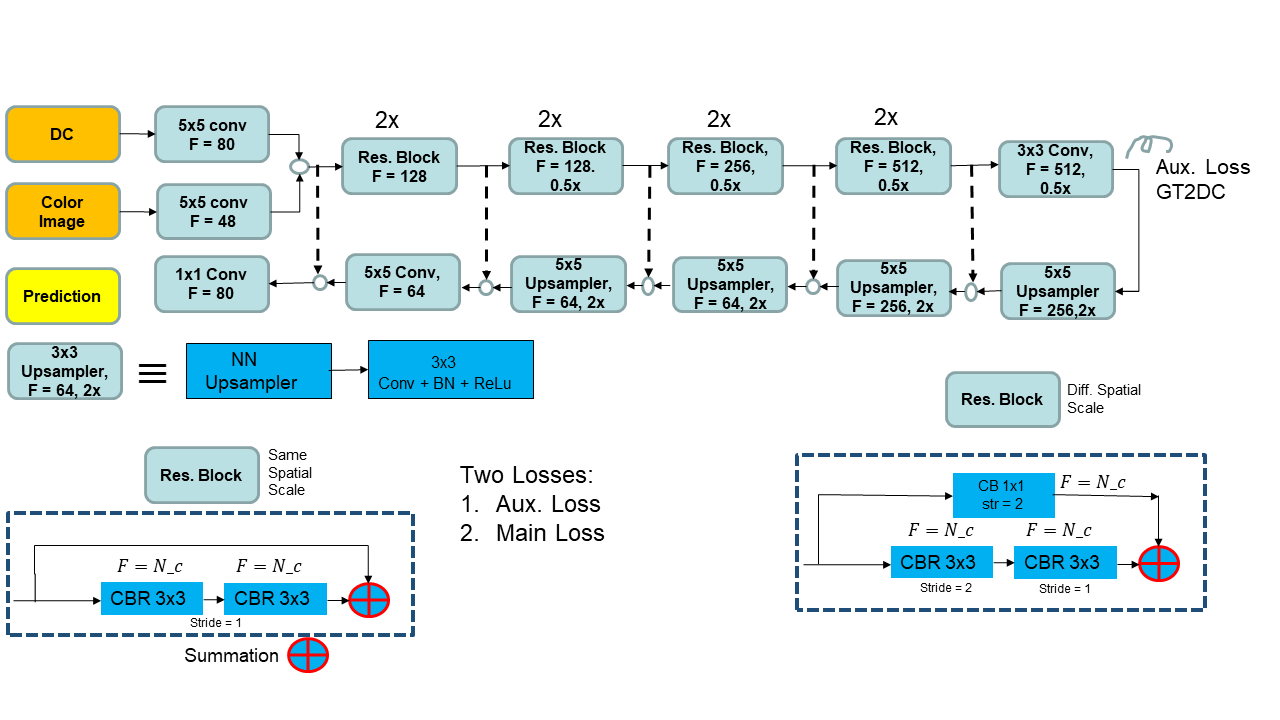 2x
2x
2x
2x
DC
5x5 conv
F = 80
Res. Block
F = 128
Res. Block
F = 128.
0.5x
Res. Block,
F = 256,
0.5x
Res. Block,
F = 512,
0.5x
3x3 Conv,
F = 512,
0.5x
Aux. Loss
GT2DC
Color
Image
5x5 conv
F = 48
Prediction
1x1 Conv
F = 80
5x5 Conv,
F = 64
5x5
Upsampler,
F = 64, 2x
5x5
Upsampler,
F = 64, 2x
5x5
Upsampler,
F = 256, 2x
5x5
Upsampler
F = 256,2x
3x3
Upsampler,
F = 64, 2x
≡
NN
Upsampler
3x3
Conv + BN + ReLu
Res. Block
Diff. Spatial
Scale
Res. Block
Same
Spatial
Scale
Two Losses:
1. Aux. Loss
2. Main Loss
CB 1x1
str = 2
F = N_c
F = N_c
F = N_c
CBR 3x3
CBR 3x3
Stride = 2
Stride = 1
F = N_c
F = N_c
CBR 3x3
CBR 3x3
Stride = 1
Summation